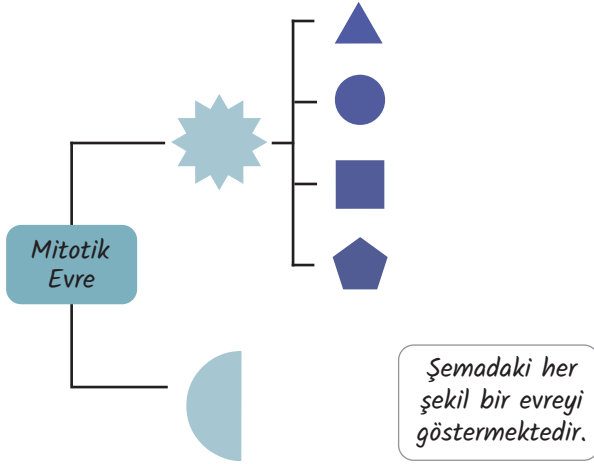 Mitotik
Evre
Şemadaki her
şekil bir evreyi
göstermektedir.